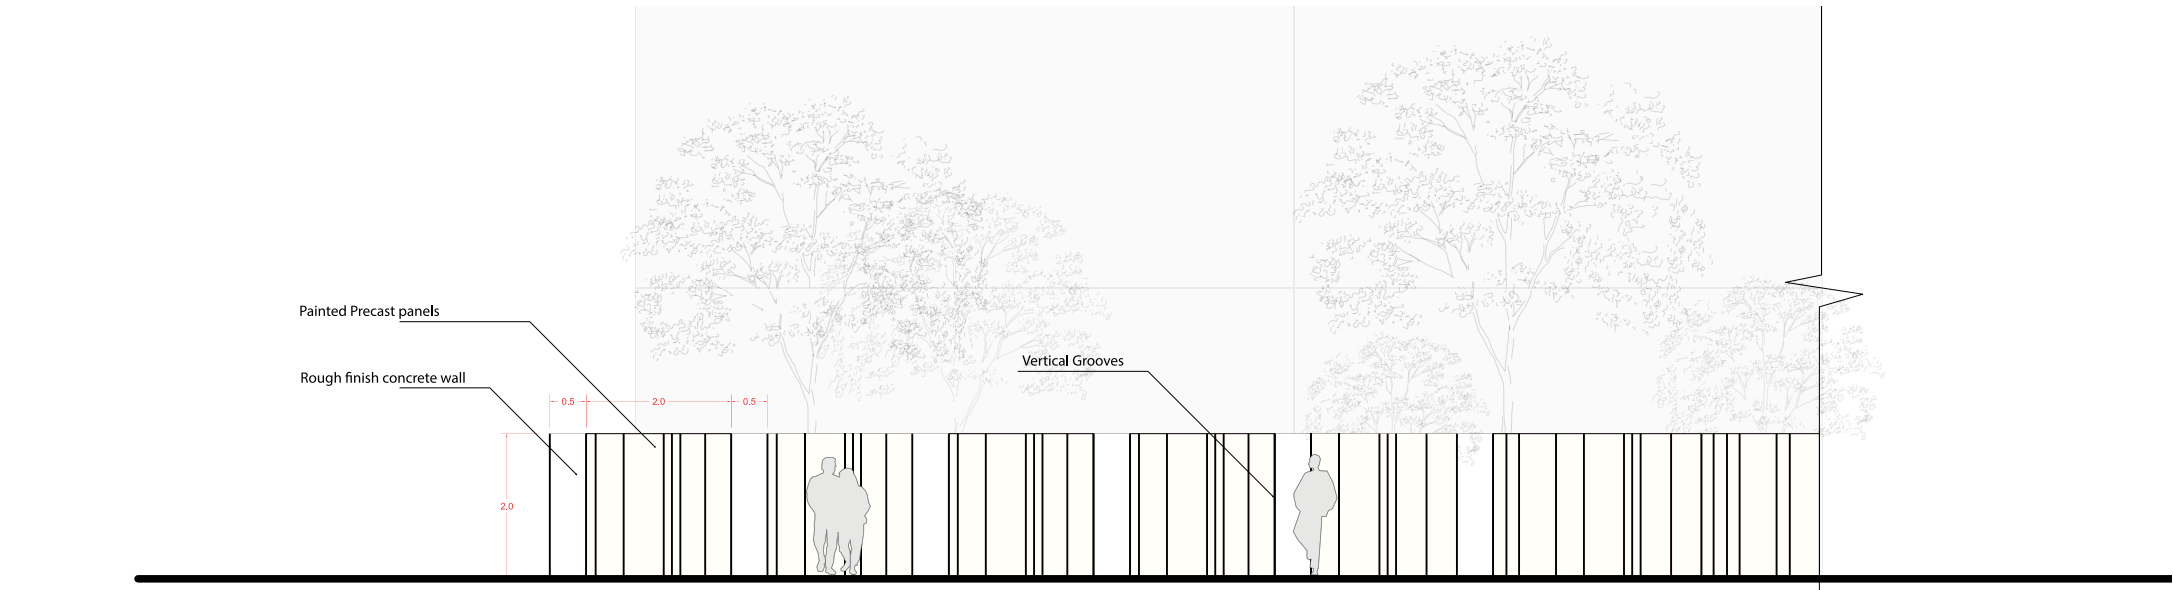 Painted Precast panels
Vertical Grooves
Rough finish concrete wall
0.5
2.0
0.5
2.0